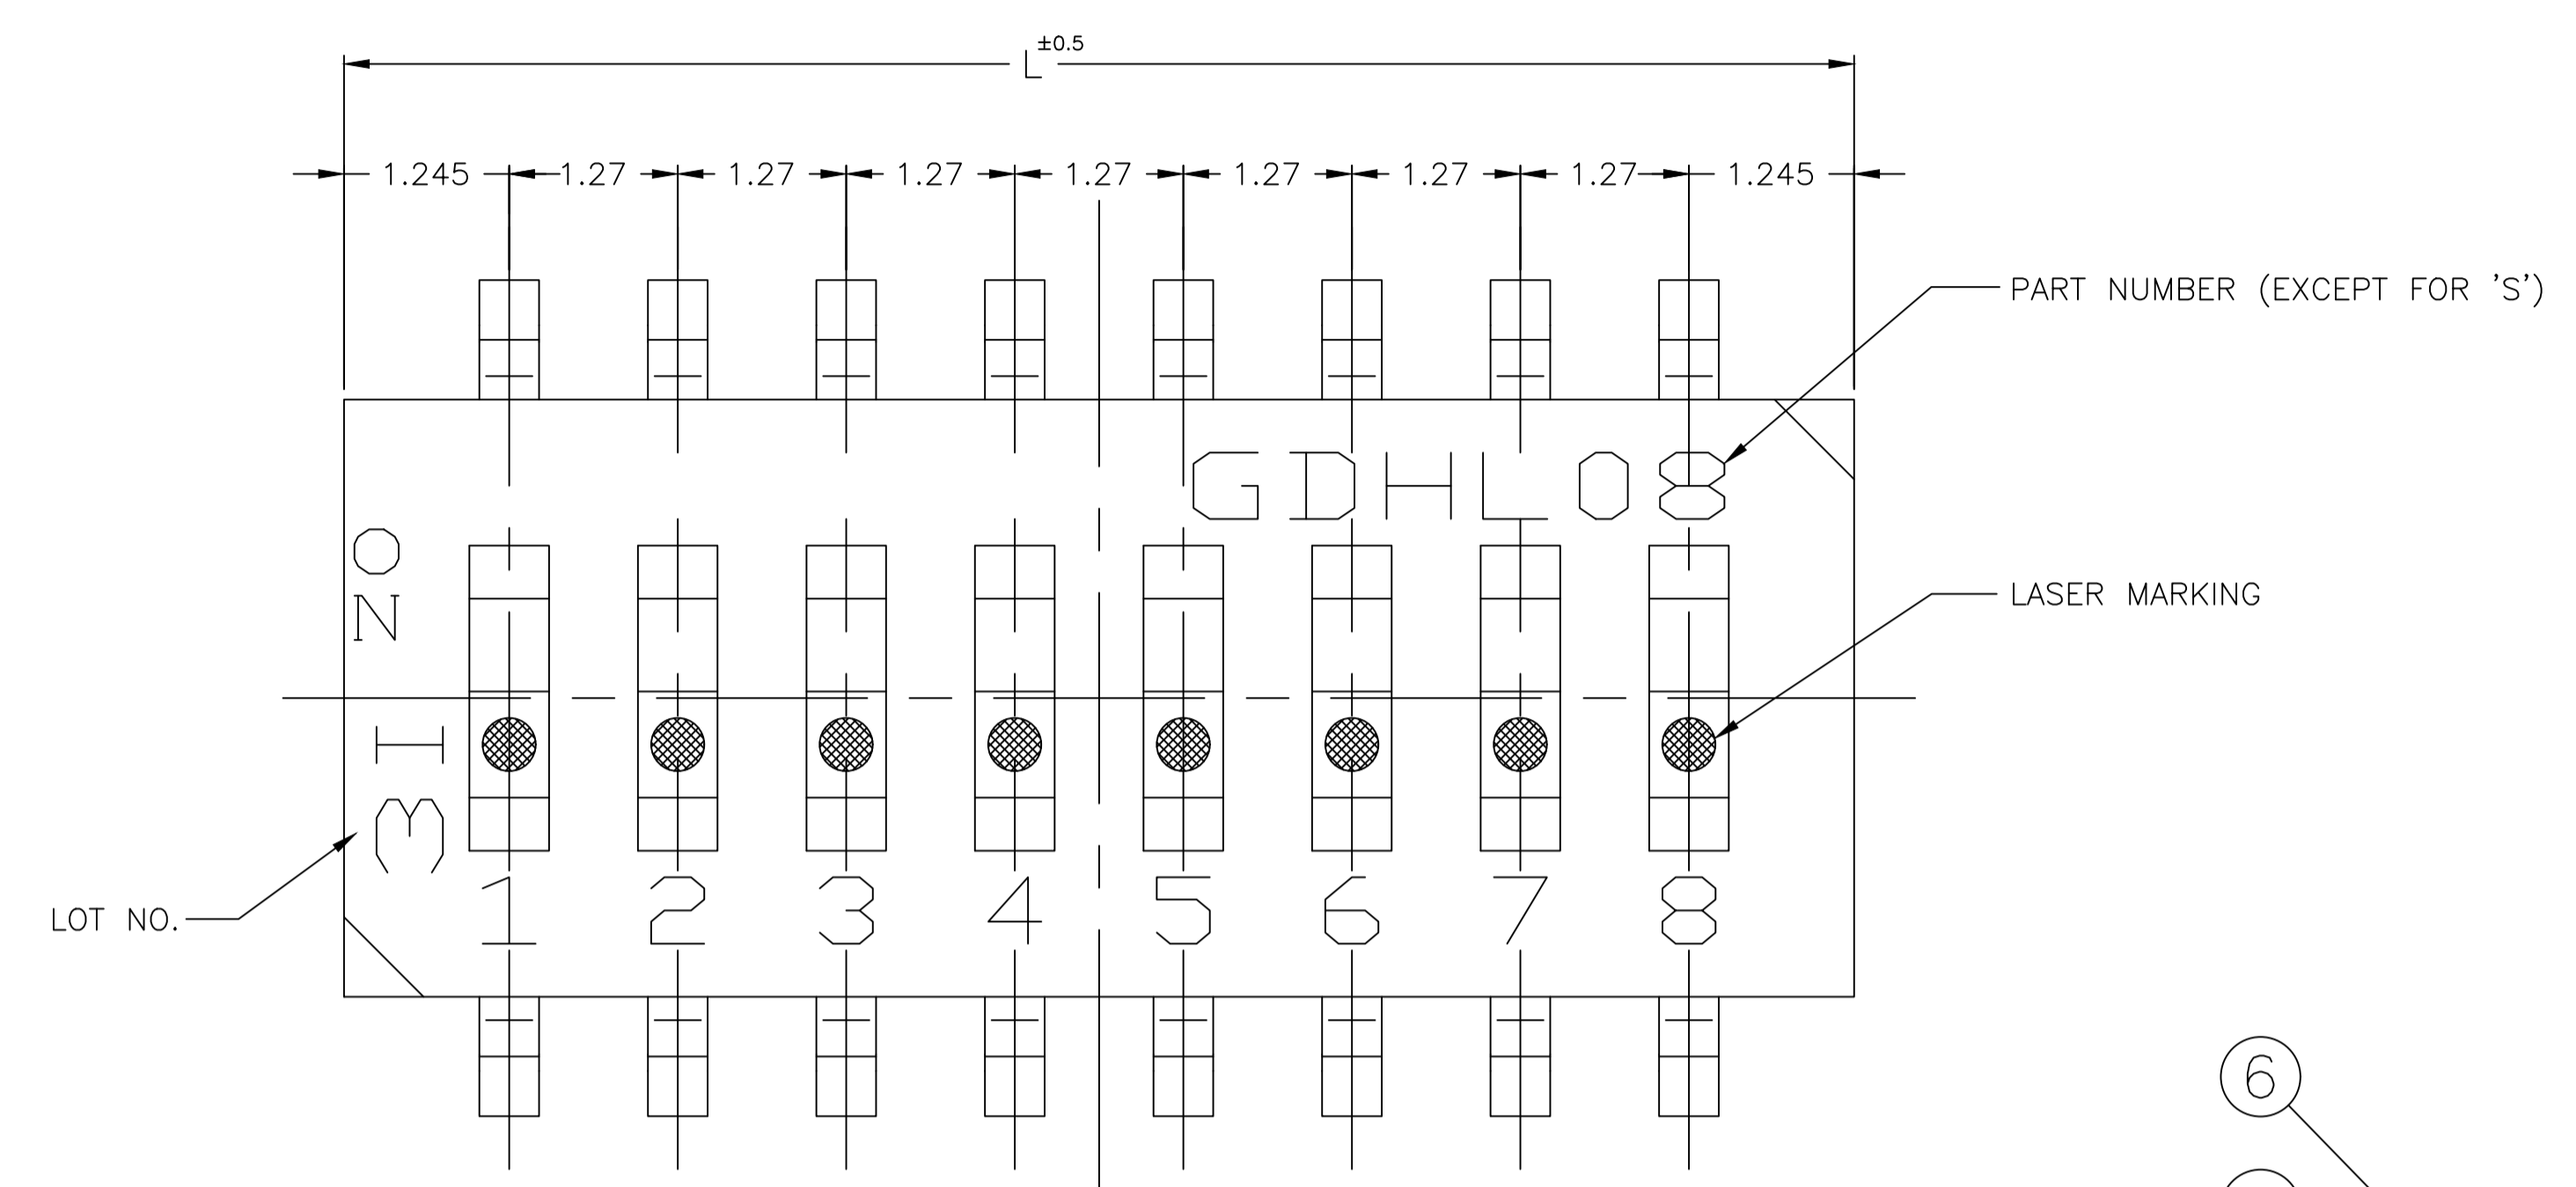 ±0.5
L
1.245 1.27 1.27 1.27 1.27 1.27 1.27 1.27 1.245
PART NUMBER (EXCEPT FOR 'S')
GDHL08
ON
LASER MARKING
LOT NO.
1 2 3 4 5 6 7 8
6